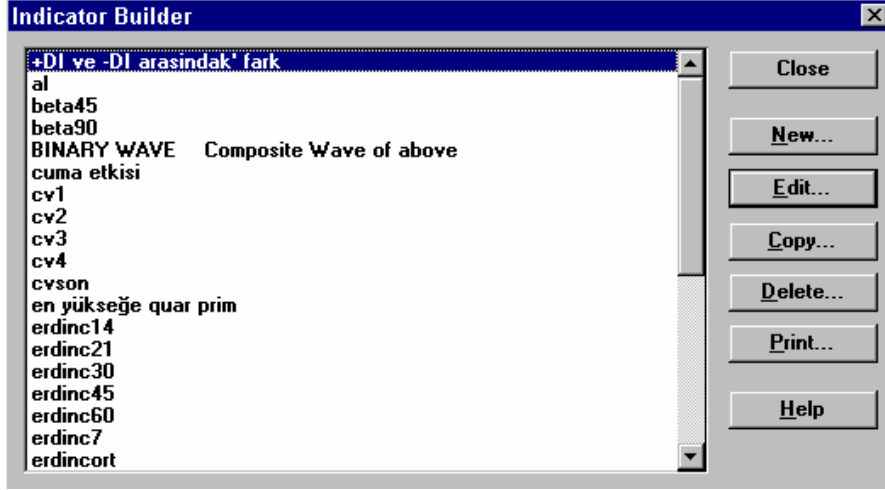 Indicator Builder
+DI ve -DI arasindak' fark
al
beta45
beta90
BINARY WAVE    Composite Wave of above
cuma etkisi
cv1
cv2
cv3
cv4
cvson
en yükseğe quar prim
erdinc14
erdinc21
erdinc30
erdinc45
erdinc60
erdinc7
erdincort
Close
New...
Edit...
Copy...
Delete...
Print...
Help